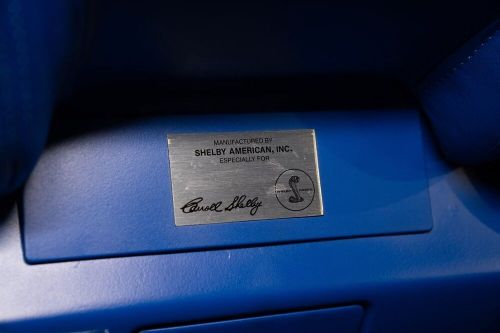 MANUFACTURED BY
SHELBY AMERICAN, INC.
ESPECIALLY FOR
Carroll Shelby